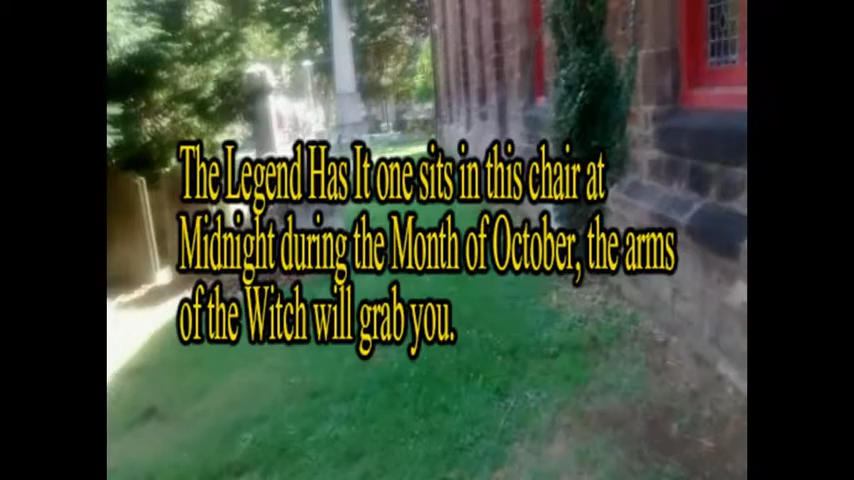 The Legend Has It one sits in this chair at
Midnight during the Month of October, the arms
of the Witch will grab you.